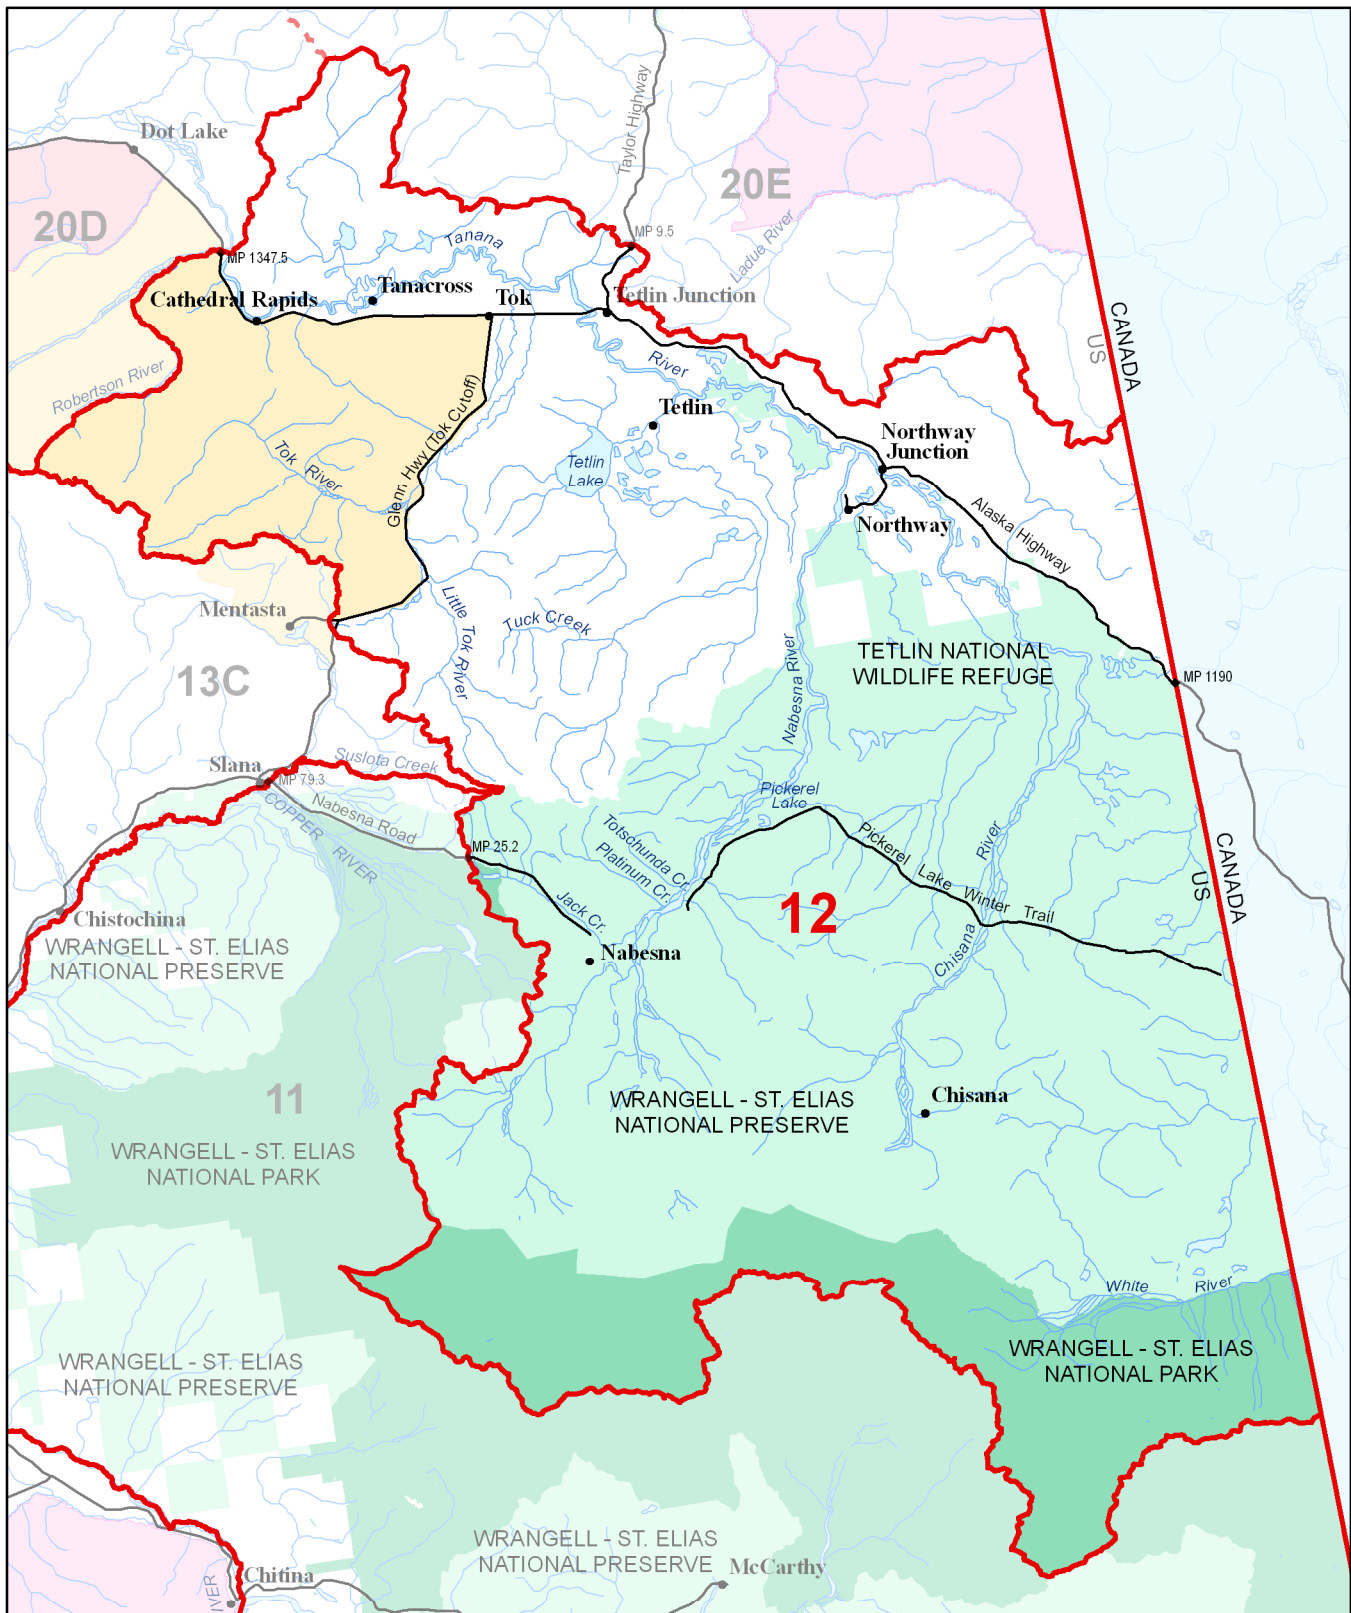 Dot Lake
Taylor Highway
20E
20D
Ladue River
Tanana
MP 9.5
MP 1347.5
Cathedral Rapids
Tanacross
Tok
Tetlin Junction
CANADA
US
River
Robertson River
Glenn Hwy (Tok Cutoff)
Tetlin
Northway
Junction
Tok River
Tetlin
Lake
Northway
Alaska Highway
Mentasta
Little Tok River
Tuck Creek
Nabesna River
TETLIN NATIONAL
WILDLIFE REFUGE
MP 1190
13C
Slana
Suslota Creek
MP 79.3
Nabesna Road
COPPER
RIVER
Pickerel
Lake
Totschunda Cr.
Platinum Cr.
MP 25.2
Pickerel Lake Winter Trail
River
CANADA
US
12
Jack Cr.
Chistochina
WRANGELL - ST. ELIAS
NATIONAL PRESERVE
Nabesna
Chisana
11
WRANGELL - ST. ELIAS
NATIONAL PRESERVE
Chisana
WRANGELL - ST. ELIAS
NATIONAL PARK
White River
WRANGELL - ST. ELIAS
NATIONAL PARK
WRANGELL - ST. ELIAS
NATIONAL PRESERVE
WRANGELL - ST. ELIAS
NATIONAL PRESERVE
McCarthy
Chitina
IVER